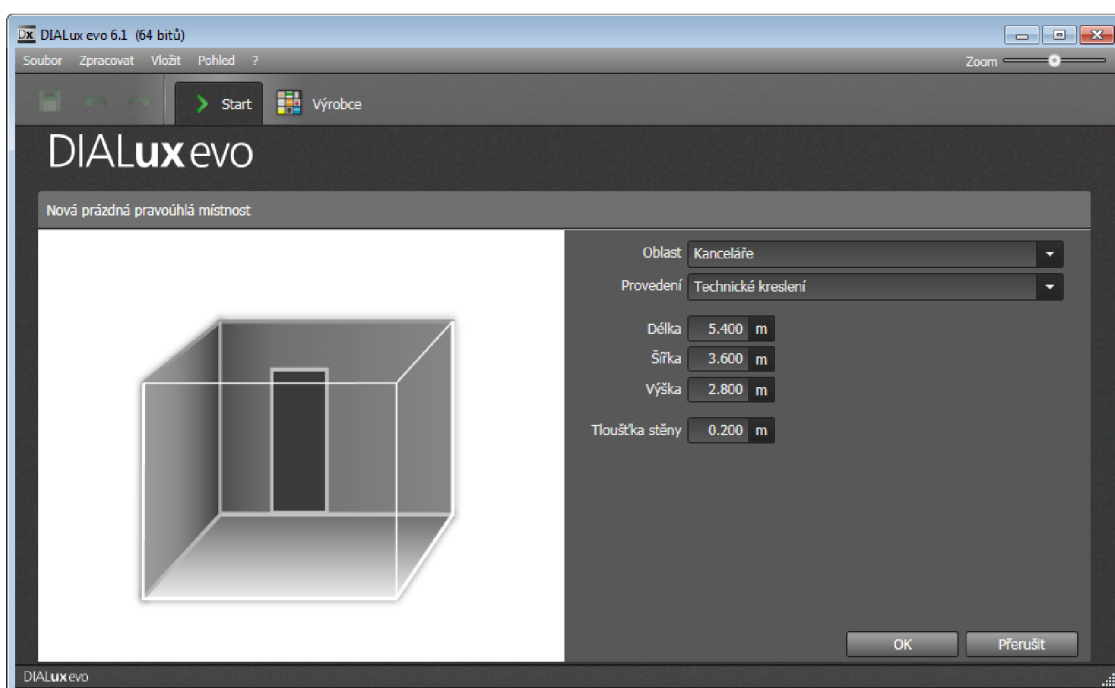 DIALux evo 6.1 (64 bitů)
Soubor Zpracovat Vložit Pohled ?
Zoom
Start
Výrobce
DIALux evo
Nová prázdná pravoúhlá místnost
Oblast Kanceláře
Provedení Technické kreslení
Délka 5.400 m
Šířka 3.600 m
Výška 2.800 m
Tloušťka stěny 0.200 m
OK Přerušit
DIALux evo